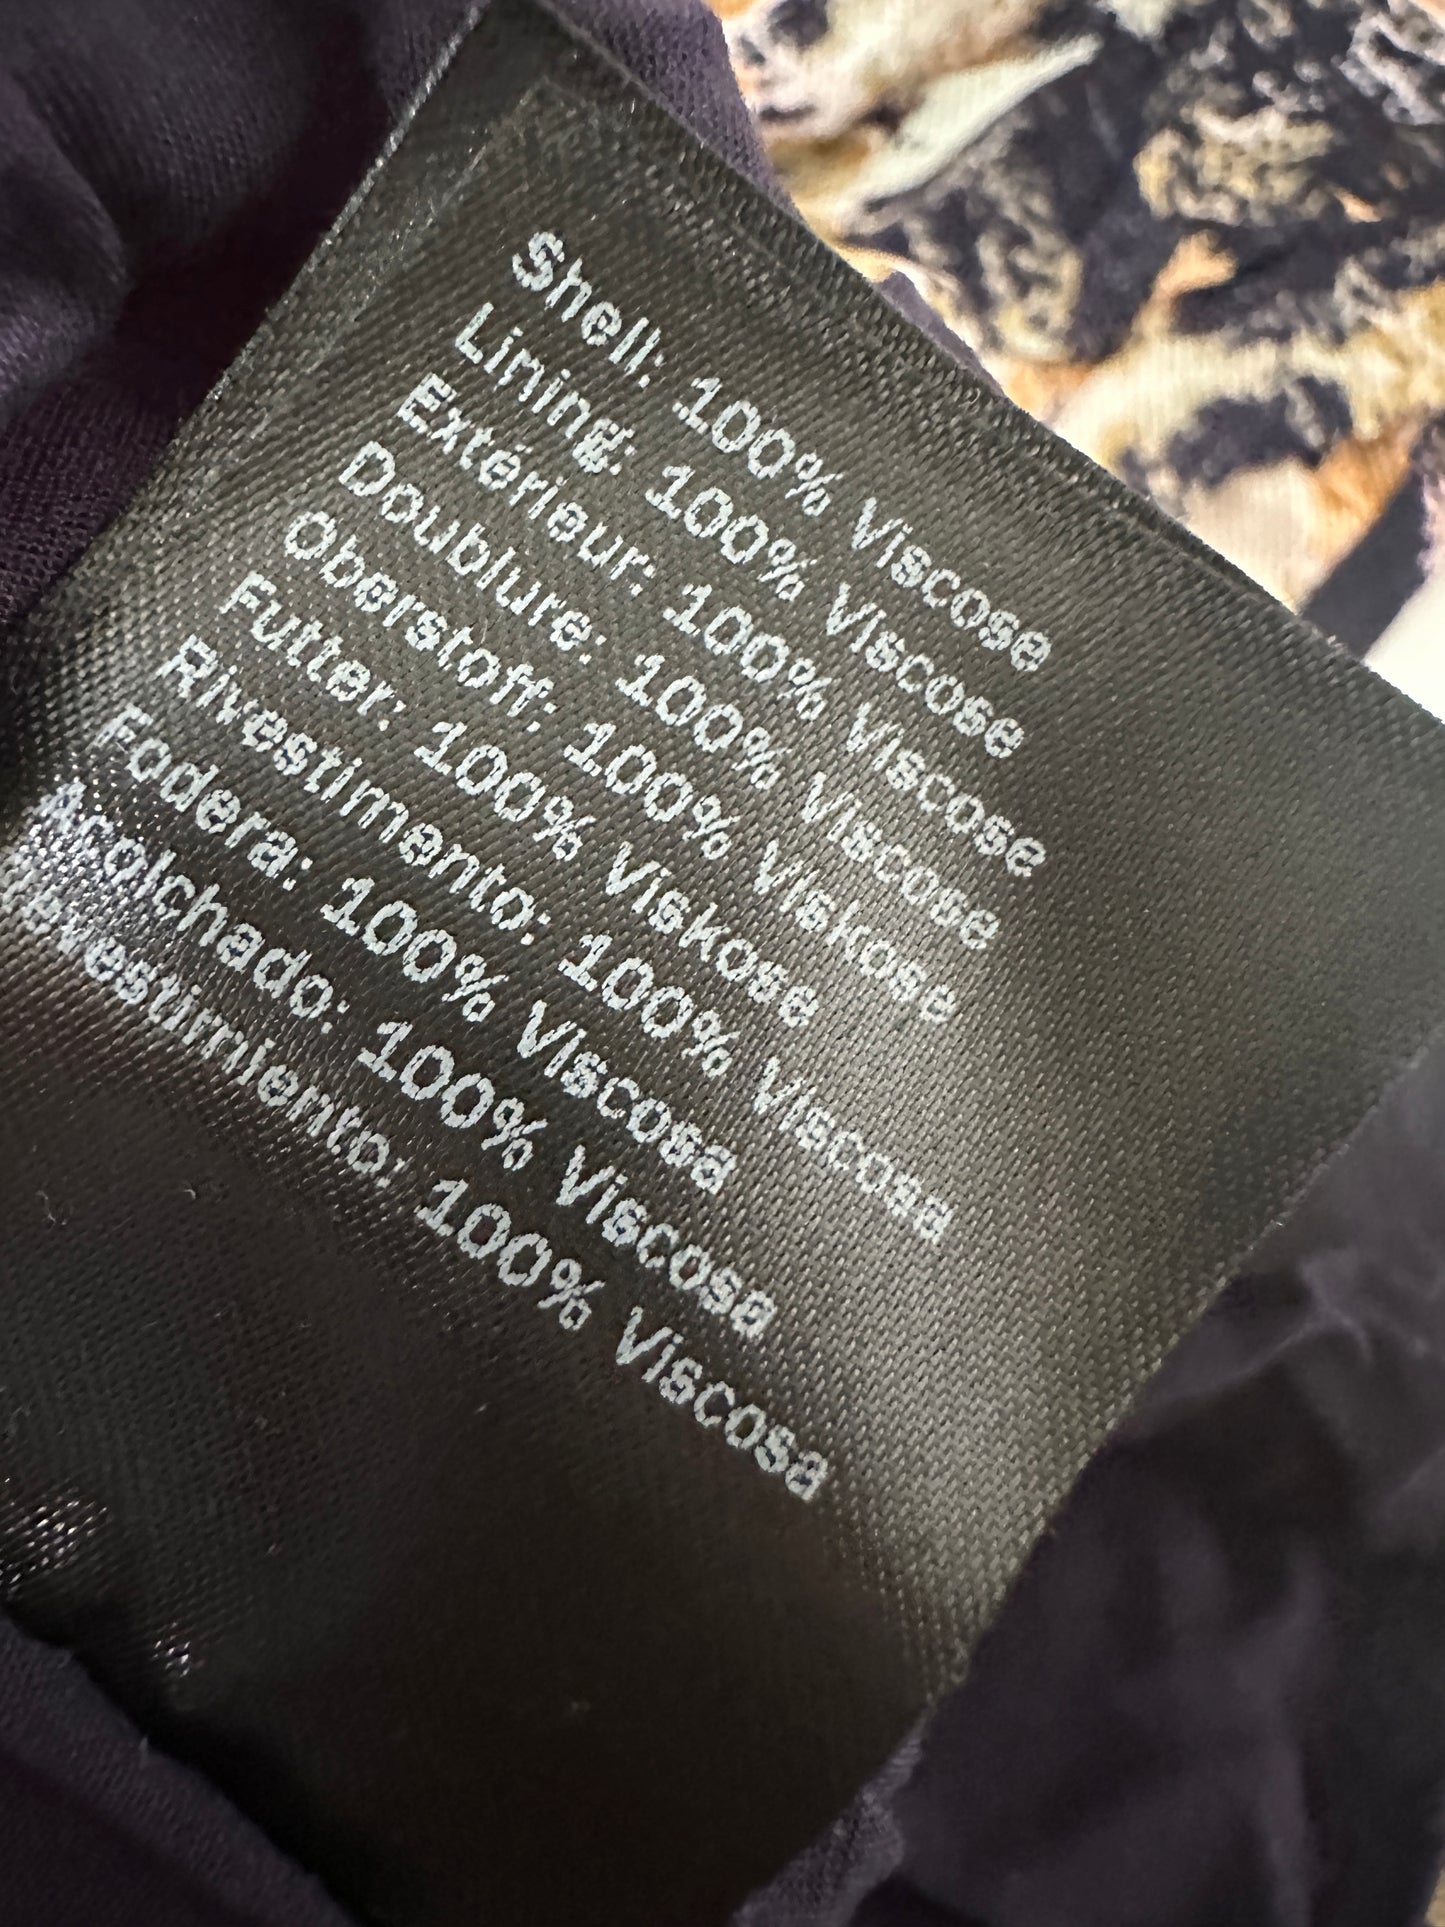 Shell: 100% Viscose
Lining: 100% Viscose
Extérieur: 100% Viscose
Doublure: 100% Viscose
Oberstoff: 100% Viskose
Futter: 100% Viskose
Rivestimento: 100% Viscosa
Fodera: 100% Viscosa
Acolchado: 100% Viscosa
Revestimiento: 100% Viscosa